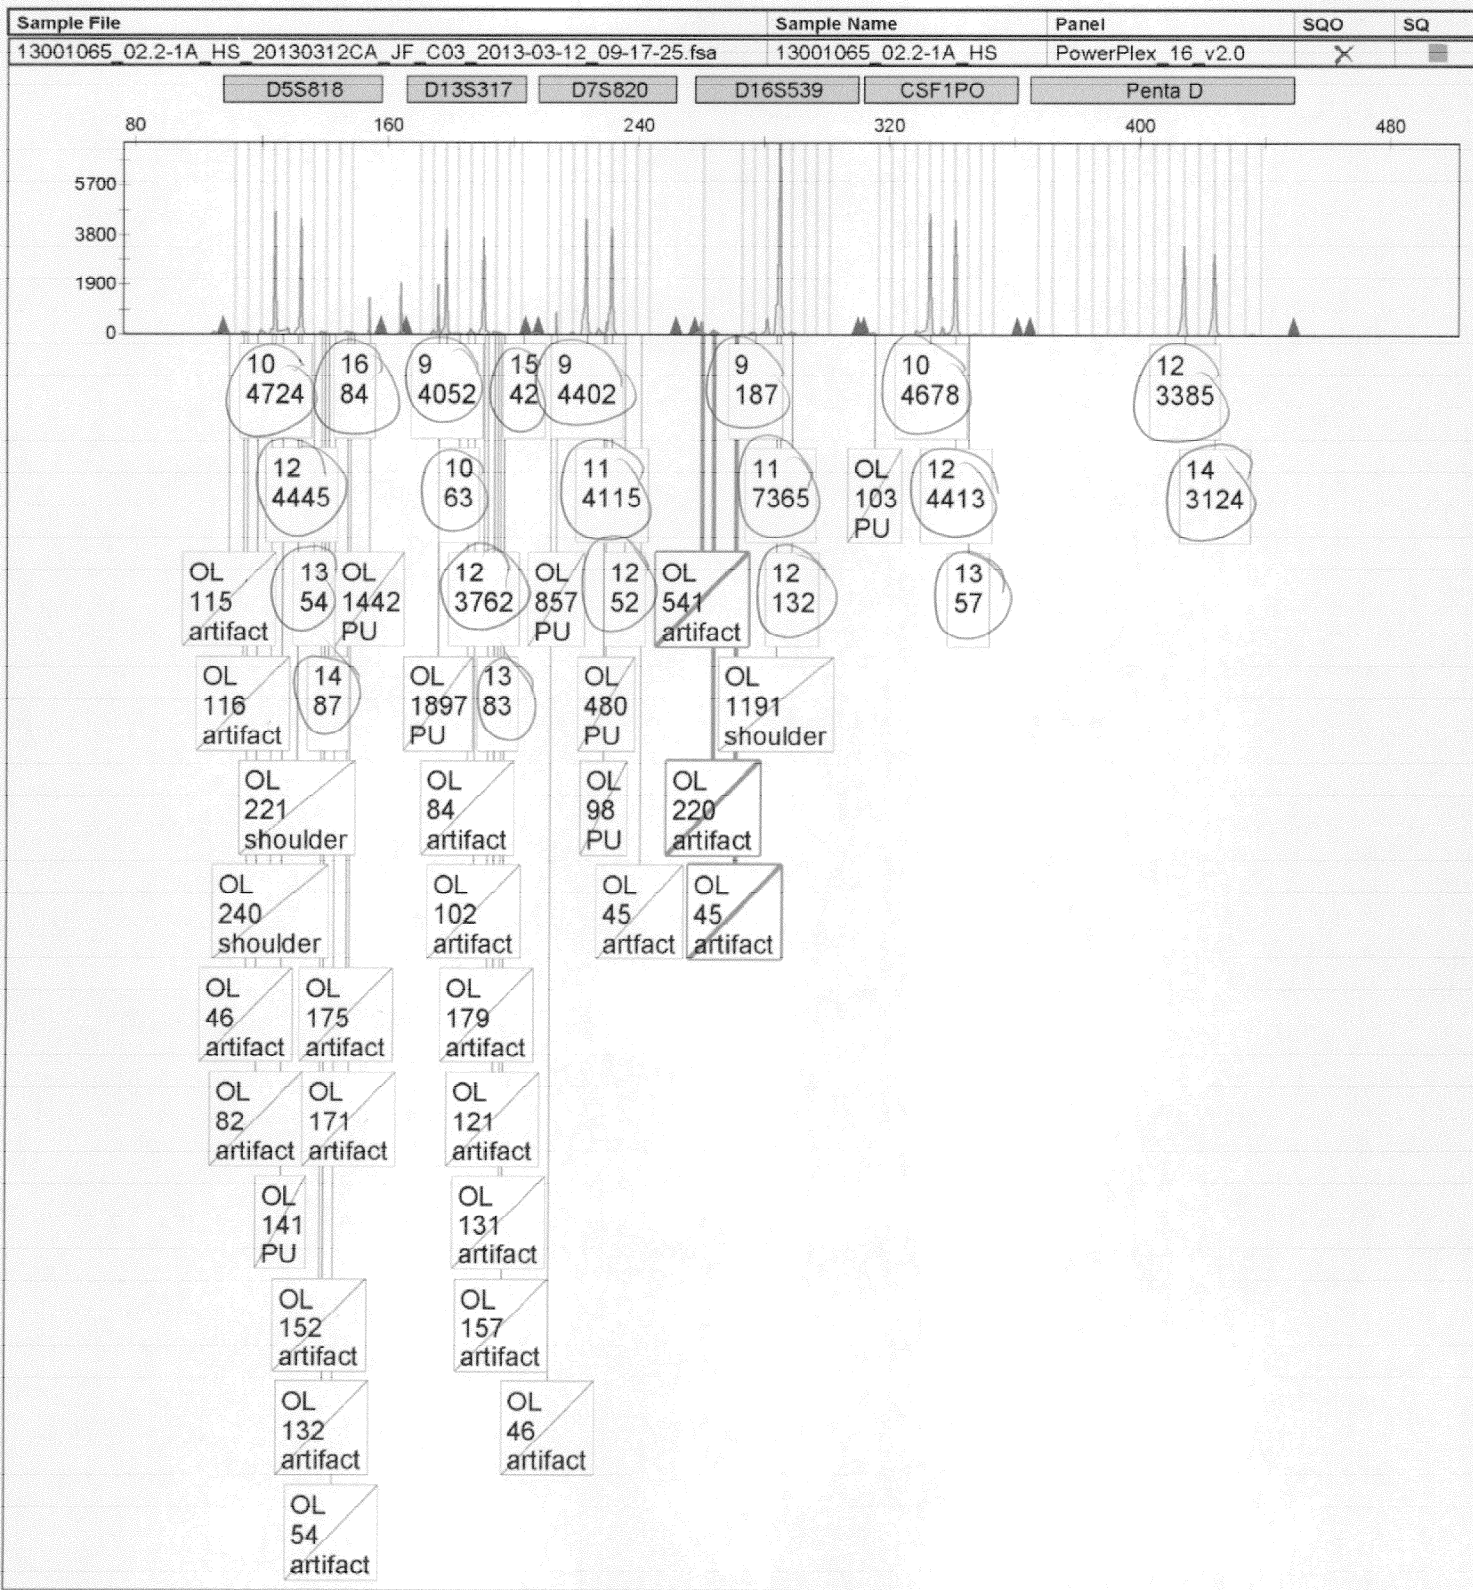 Sample File Sample Name Panel SQO SQ
13001065_02.2-1A_HS_20130312CA_JF_C03_2013-03-12_09-17-25.fsa 13001065_02.2-1A_HS PowerPlex_16_v2.0
D5S818 D13S317 D7S820 D16S539 CSF1PO Penta D
80 160 240 320 400 480
5700
3800
1900
0
10 16 9 15 9 9 10 12
4724 84 4052 42 4402 187 4678 3385
12 10 11 11 OL 12 14
4445 63 4115 7365 103 4413 3124
PU
OL 13 OL 12 OL 12 OL 12 13
115 54 1442 3762 857 52 541 132 57
artifact PU PU artifact
OL 14 OL 13 OL OL
116 87 1897 83 480 1191
artifact PU PU shoulder
OL OL OL OL
221 84 98 220
shoulder artifact PU artifact
OL OL OL OL
240 102 45 45
shoulder artifact artfact artifact
OL OL OL
46 175 179
artifact artifact artifact
OL OL OL
82 171 121
artifact artifact artifact
OL OL
141 131
PU artifact
OL OL
152 157
artifact artifact
OL OL
132 46
artifact artifact
OL
54
artifact